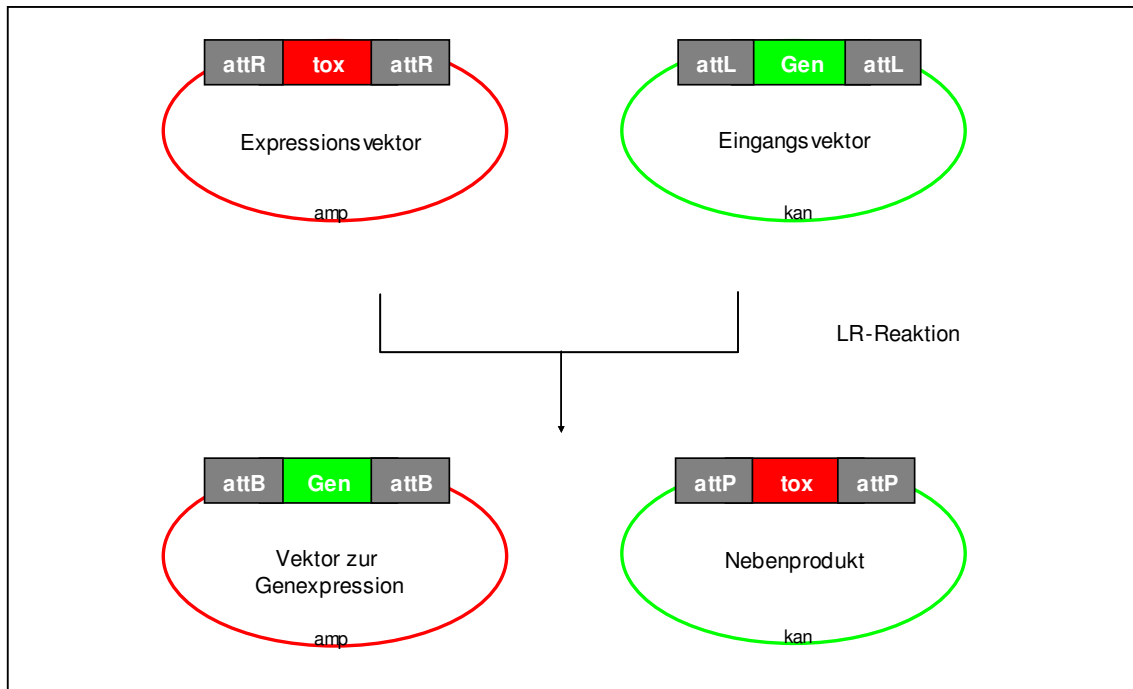 attR tox attR
attL Gen attL
Expressionsvektor
Eingangsvektor
amp
kan
LR-Reaktion
attB Gen attB
attP tox attP
Vektor zur
Genexpression
Nebenprodukt
amp
kan